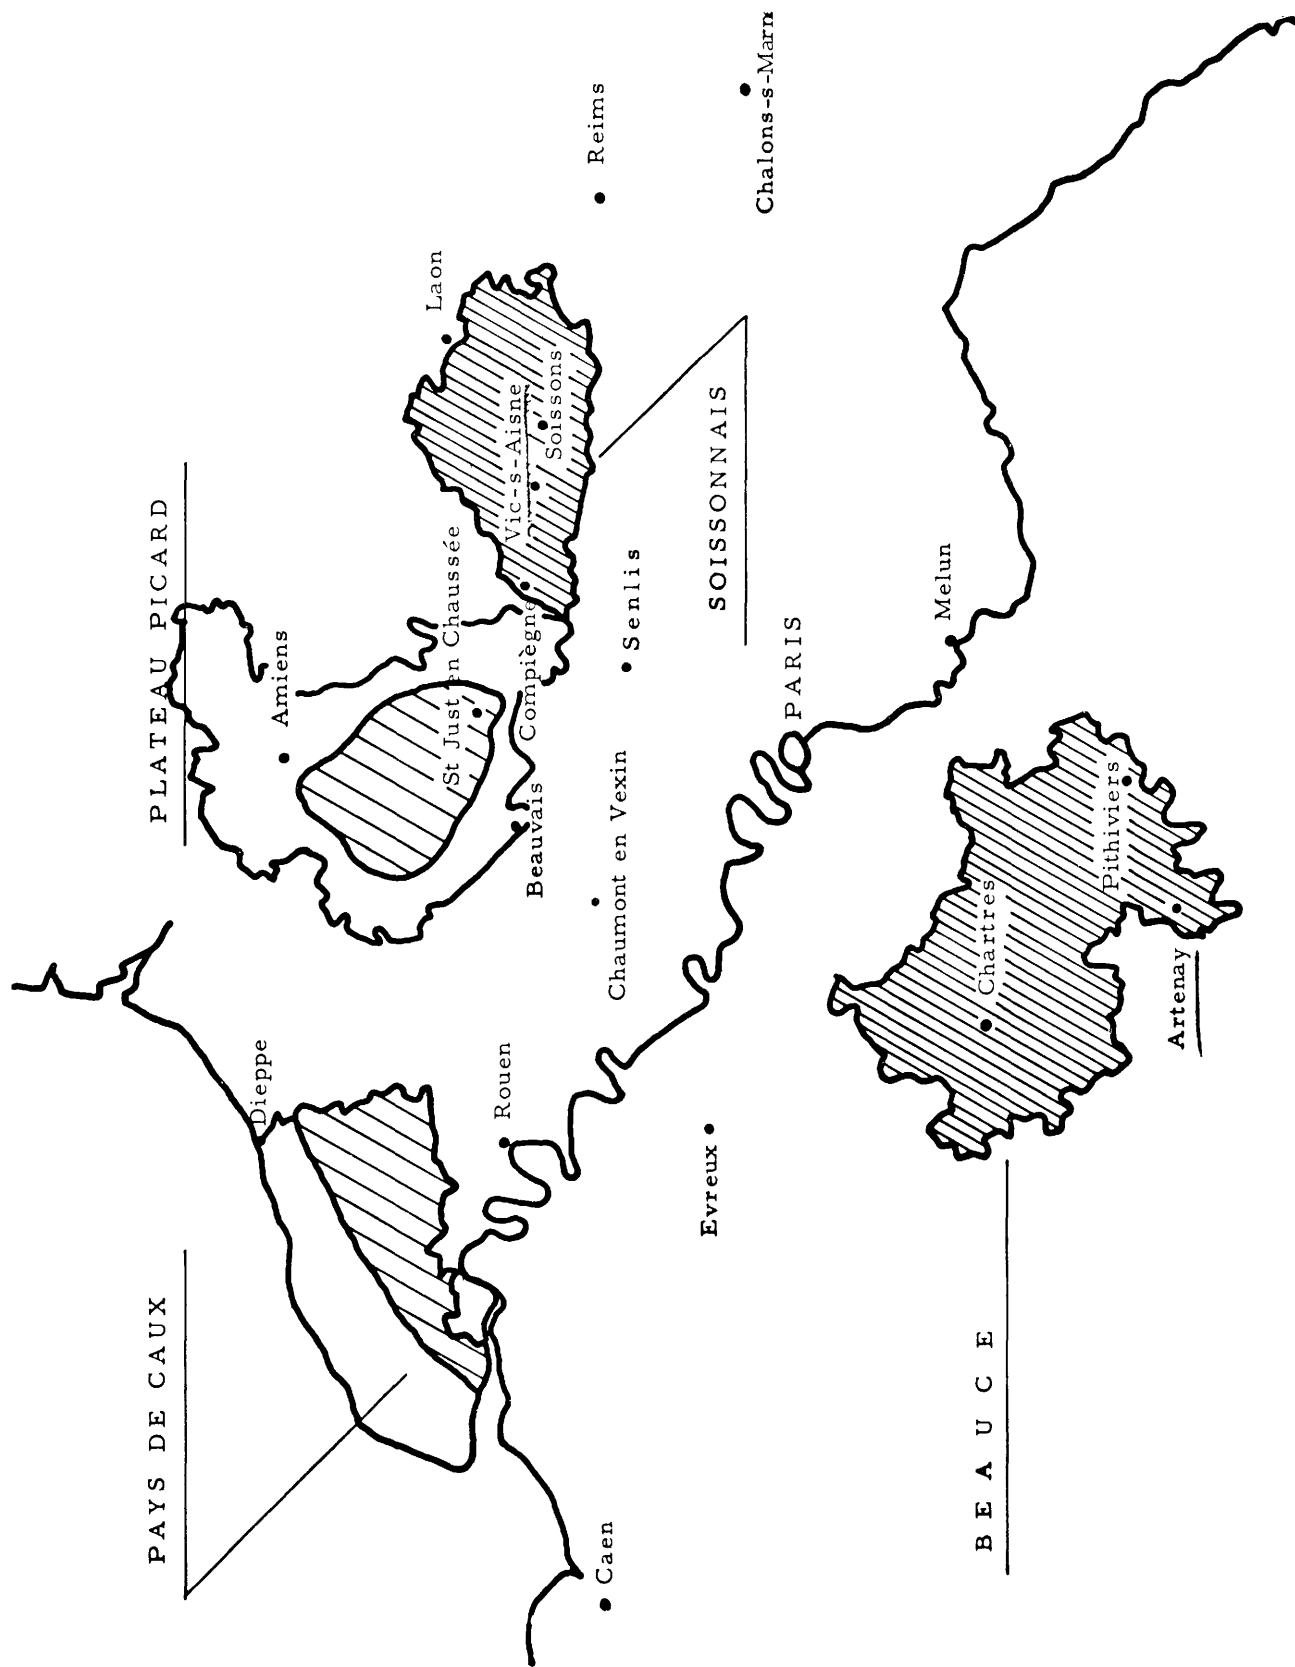 PLATEAU PICARD
PAYS DE CAUX
Amiens
Laon
Dieppe
St Just en Chaussée
Vic-s-Aisne
Soissons
Compiègne
Reims
Beauvais
Rouen
Senlis
Chaumont en Vexin
Caen
SOISSONNAIS
Chalons-s-Marn
Evreux
PARIS
Melun
Chartres
Pithiviers
Artenay
BEAUCE